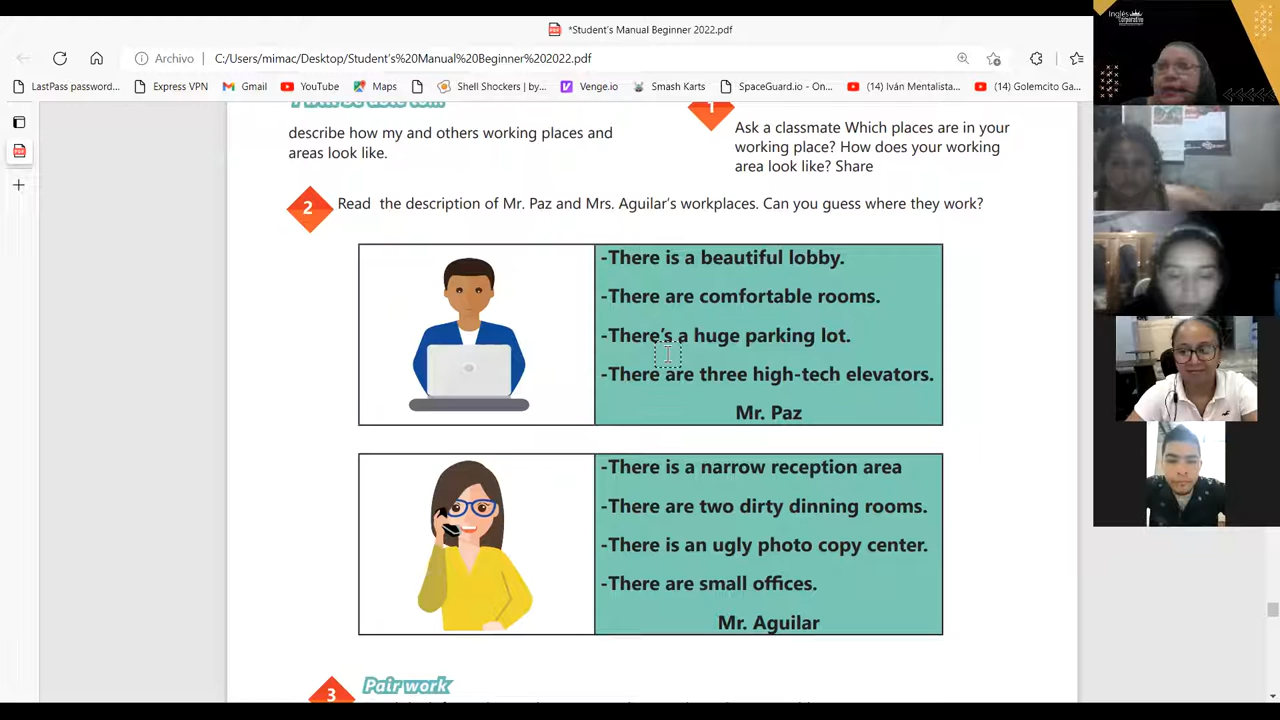 *Student's Manual Beginner 2022.pdf
Archivo
C:/Users/mimac/Desktop/Student's%20Manual%20Beginner%202022.pdf
LastPass password...
Express VPN
Gmail
YouTube
Maps
Shell Shockers | by...
Venge.io
Smash Karts
SpaceGuard.io - On...
(14) Iván Mentalista...
(14) Golemcito Ga...
Inglés
Corporativo
describe how my and others working places and
areas look like.
1
Ask a classmate Which places are in your
working place? How does your working
area look like? Share
2
Read the description of Mr. Paz and Mrs. Aguilar's workplaces. Can you guess where they work?
-There is a beautiful lobby.
-There are comfortable rooms.
-There's a huge parking lot.
-There are three high-tech elevators.
Mr. Paz
-There is a narrow reception area
-There are two dirty dinning rooms.
-There is an ugly photo copy center.
-There are small offices.
Mr. Aguilar
3
Pair work